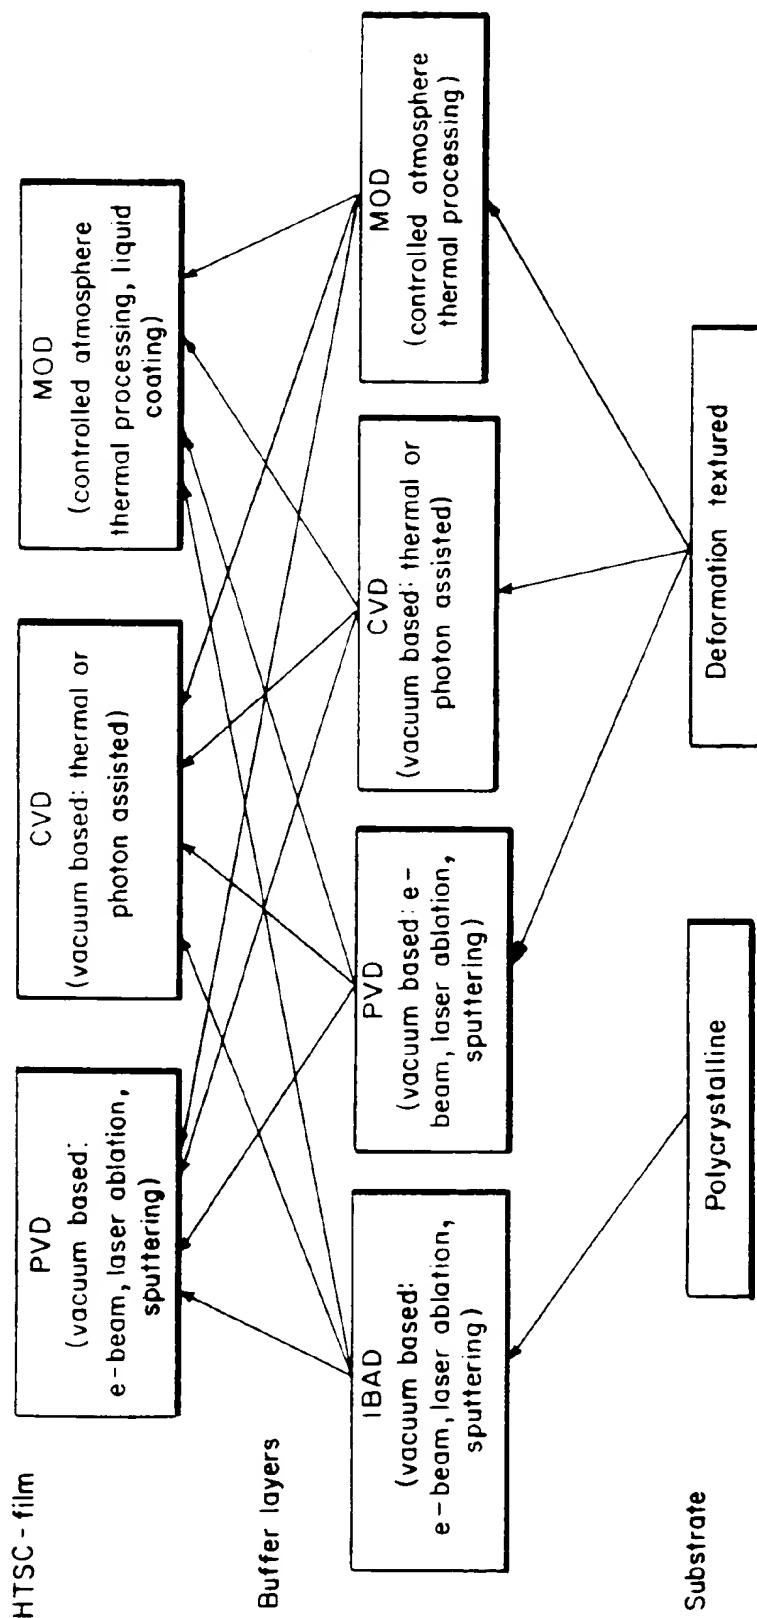 HTSC-film
PVD
(vacuum based:
e-beam, laser ablation,
sputtering)
CVD
(vacuum based: thermal or
photon assisted)
MOD
(controlled atmosphere
thermal processing, liquid
coating)
Buffer layers
IBAD
(vacuum based:
e-beam, laser ablation,
sputtering)
PVD
(vacuum based: e-
beam, laser ablation,
sputtering)
CVD
(vacuum based: thermal or
photon assisted)
MOD
(controlled atmosphere
thermal processing)
Substrate
Polycrystalline
Deformation textured